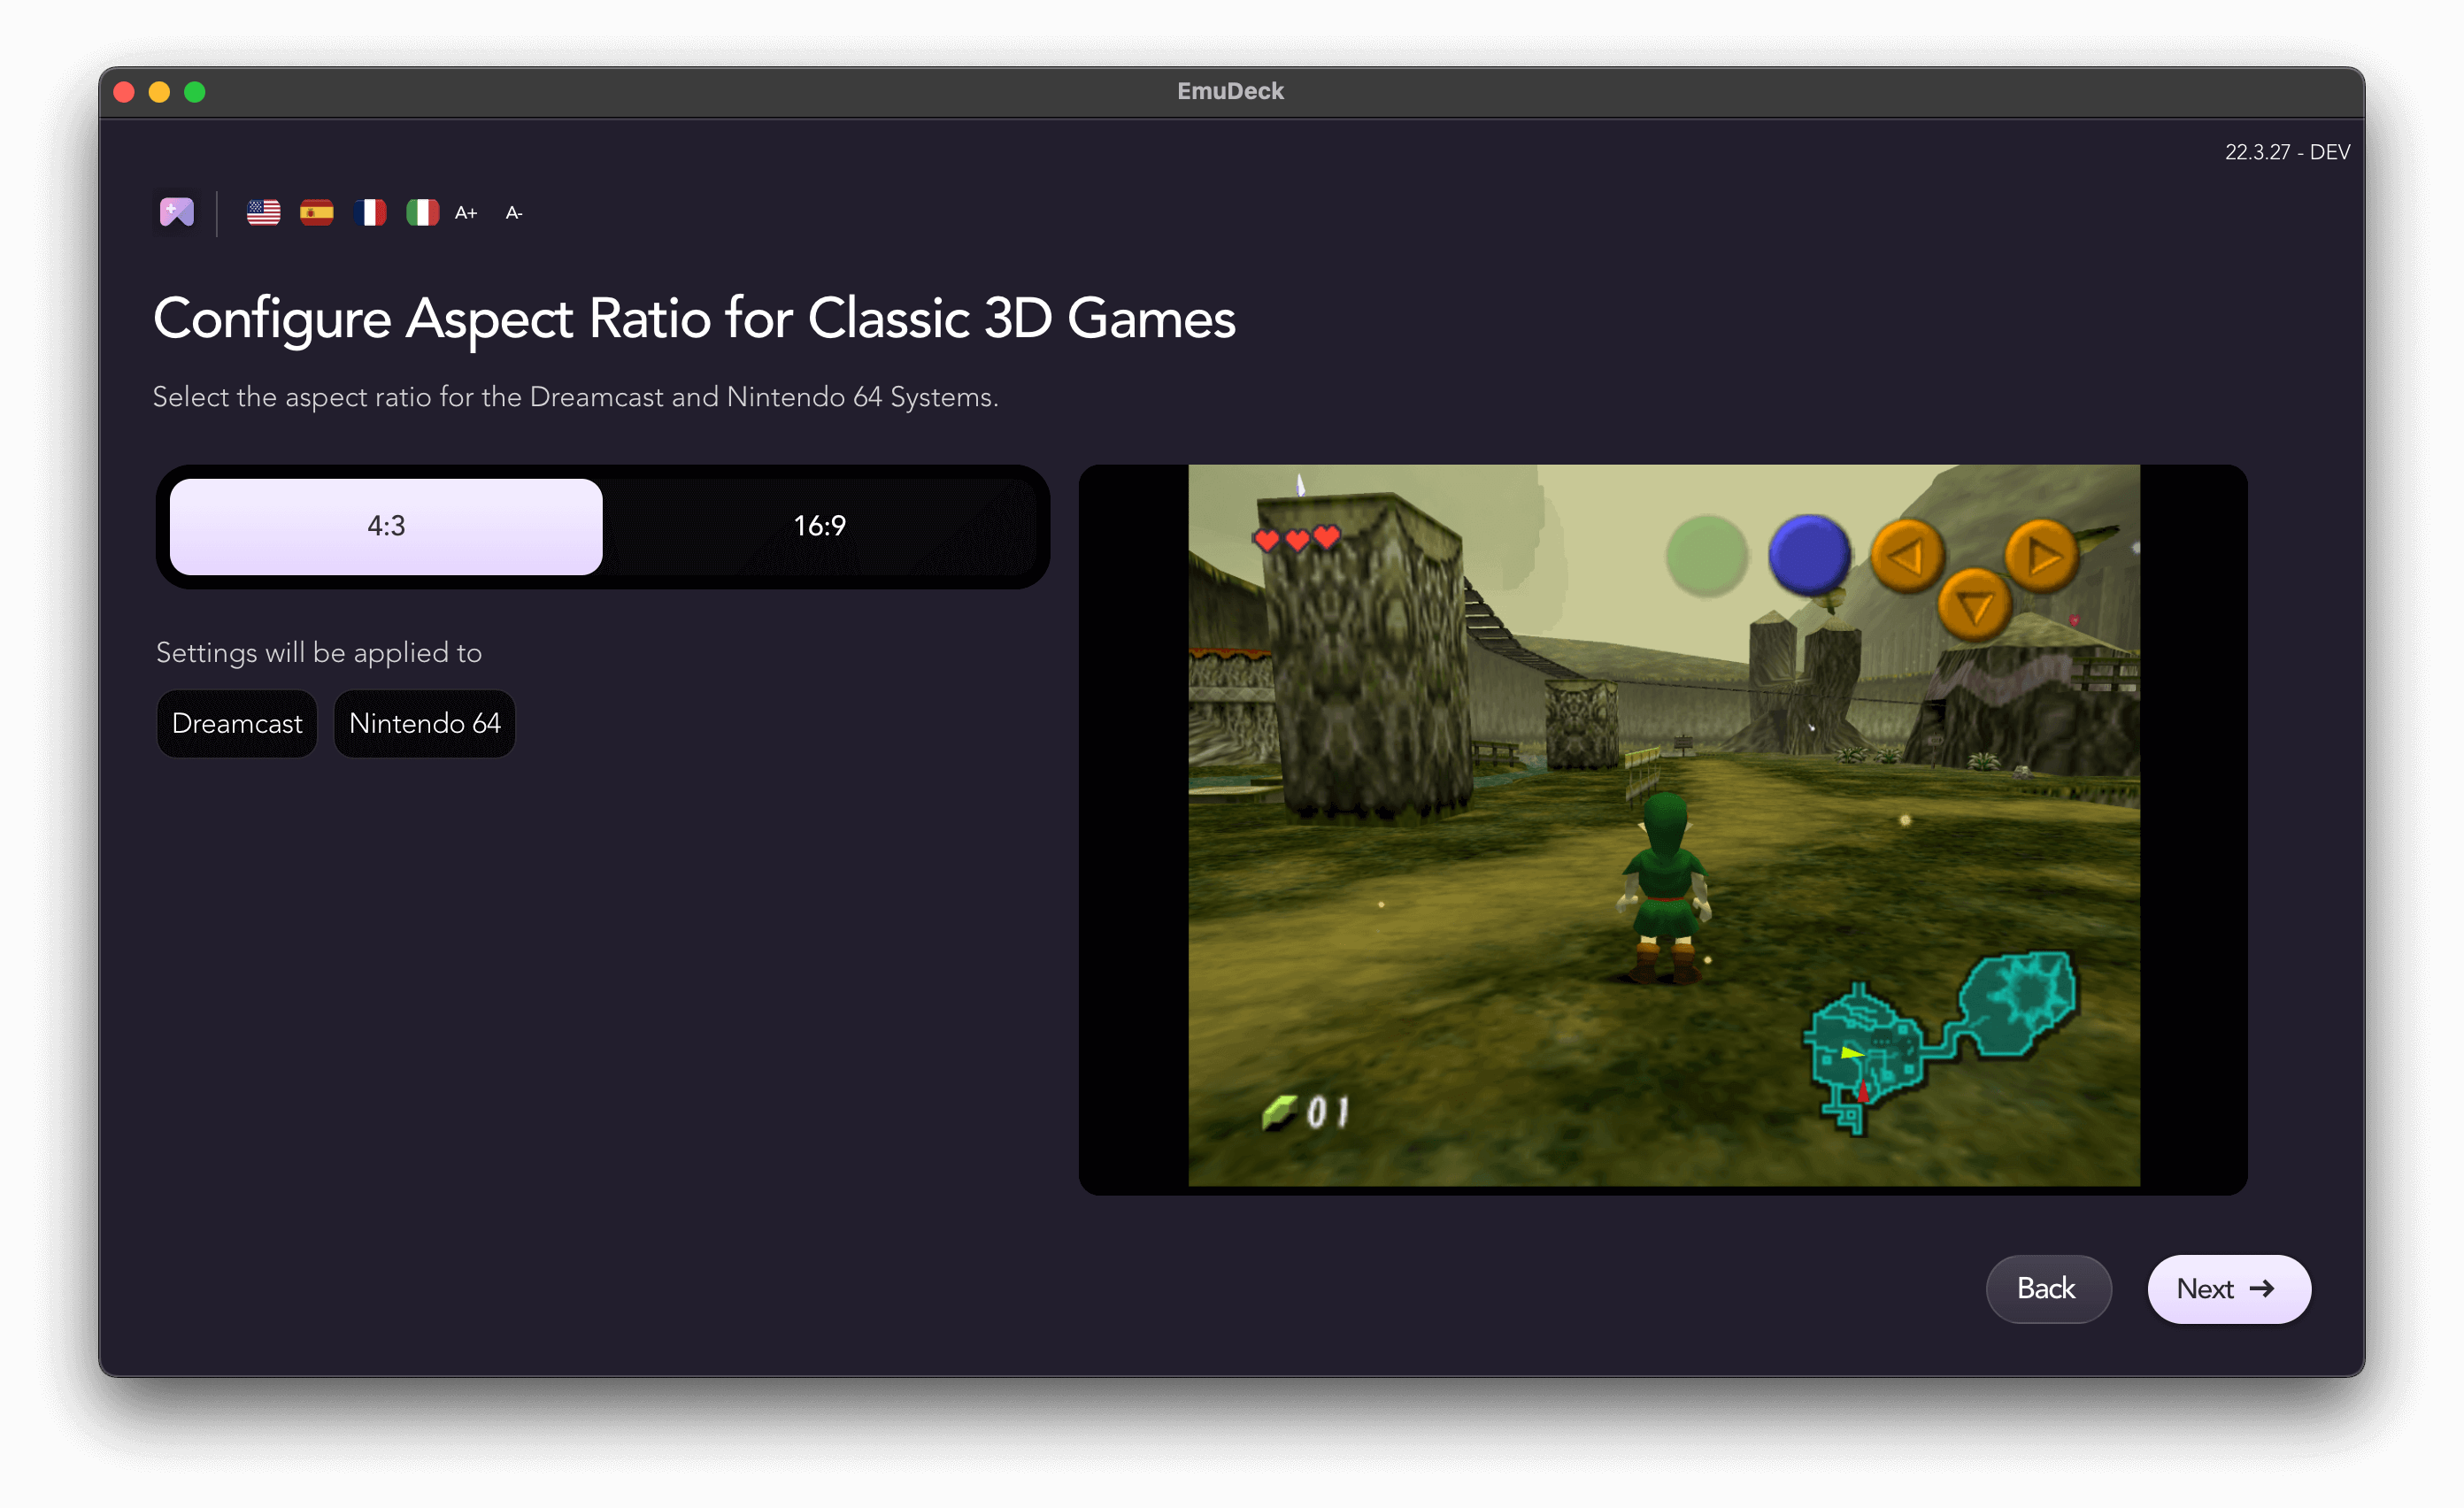 EmuDeck
22.3.27 - DEV
A+ A-
Configure Aspect Ratio for Classic 3D Games
Select the aspect ratio for the Dreamcast and Nintendo 64 Systems.
4:3 16:9
Settings will be applied to
Dreamcast Nintendo 64
01
Back Next →